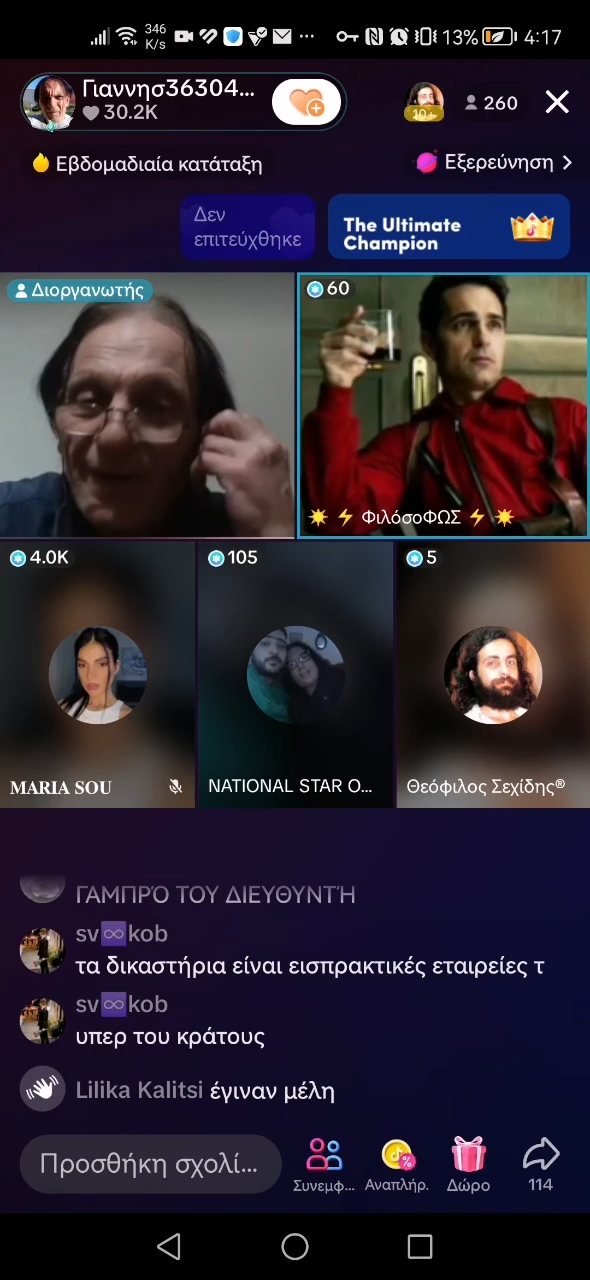 346
K/s
13%
4:17
Γιαννησ36304...
30.2K
10+
260
Εβδομαδιαία κατάταξη
Εξερεύνηση
Δεν
επιτεύχθηκε
The Ultimate
Champion
Διοργανωτής
60
ΦιλόσοΦΩΣ
4.0K
105
5
MARIA SOU
NATIONAL STAR O...
Θεόφιλος Σεχίδης®
ΓΑΜΠΡΌ ΤΟΥ ΔΙΕΥΘΥΝΤΉ
sv♾️kob
τα δικαστήρια είναι εισπρακτικές εταιρείες τ
sv♾️kob
υπερ του κράτους
Lilika Kalitsi έγιναν μέλη
Προσθήκη σχολί...
Συνεμφ...
Αναπλήρ.
Δώρο
114